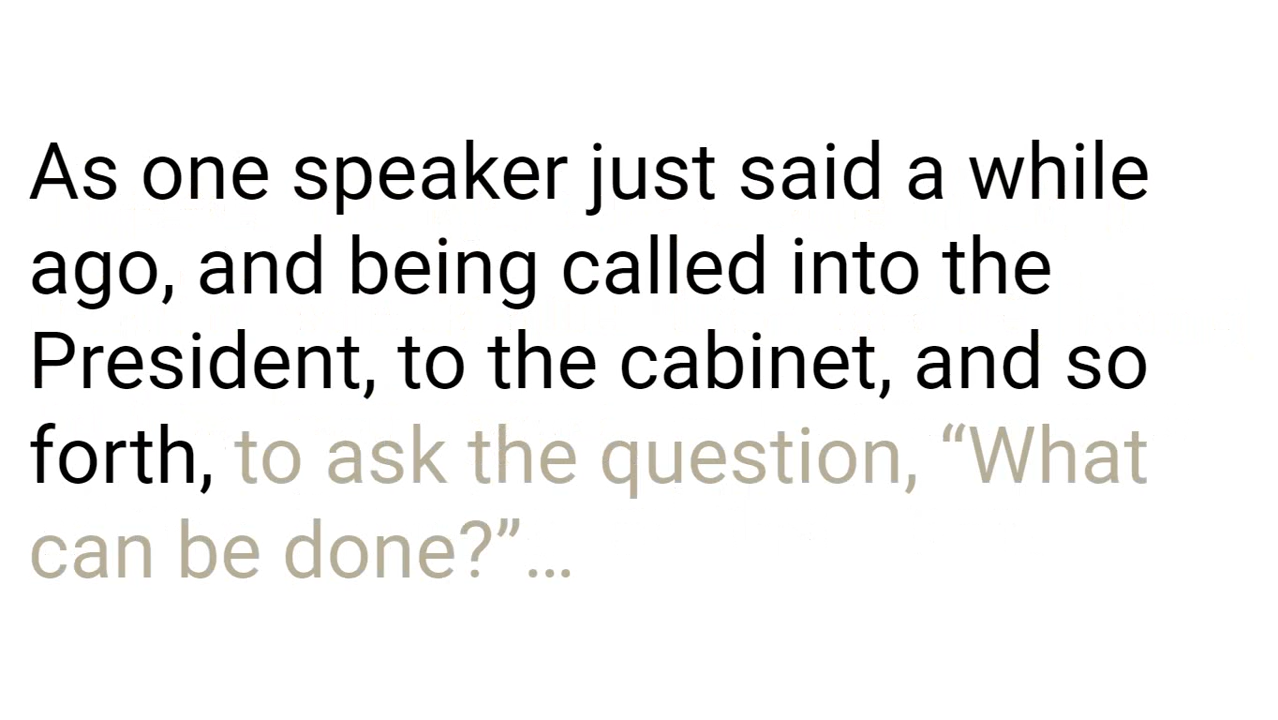 As one speaker just said a while
ago, and being called into the
President, to the cabinet, and so
forth, to ask the question, “What
can be done?”…